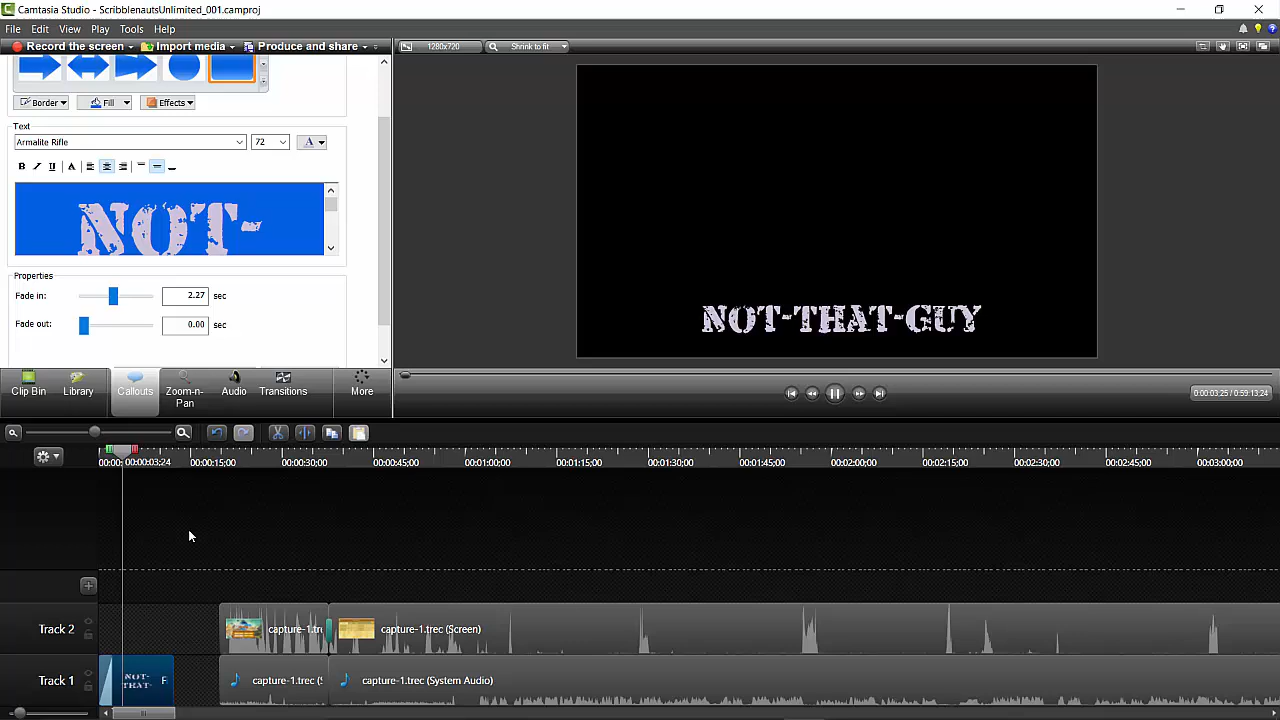 Camtasia Studio - ScribblenautsUnlimited_001.camproj
File Edit View Play Tools Help
Record the screen Import media Produce and share
1280x720 Shrink to fit
Border Fill Effects
Text
Armalite Rifle 72 A
B I U A
NOT-
Properties
Fade in: 2.27 sec
Fade out: 0.00 sec
NOT-THAT-GUY
Clip Bin Library Callouts Zoom-n-Pan Audio Transitions More
0:00:03;25 / 0:59:13;24
00:00: 00:00:03;24 00:00:15;00 00:00:30;00 00:00:45;00 00:01:00;00 00:01:15;00 00:01:30;00 00:01:45;00 00:02:00;00 00:02:15;00 00:02:30;00 00:02:45;00 00:03:00;00
Track 2 capture-1.tre capture-1.trec (Screen)
Track 1 NOT-THAT- F capture-1.trec (S capture-1.trec (System Audio)